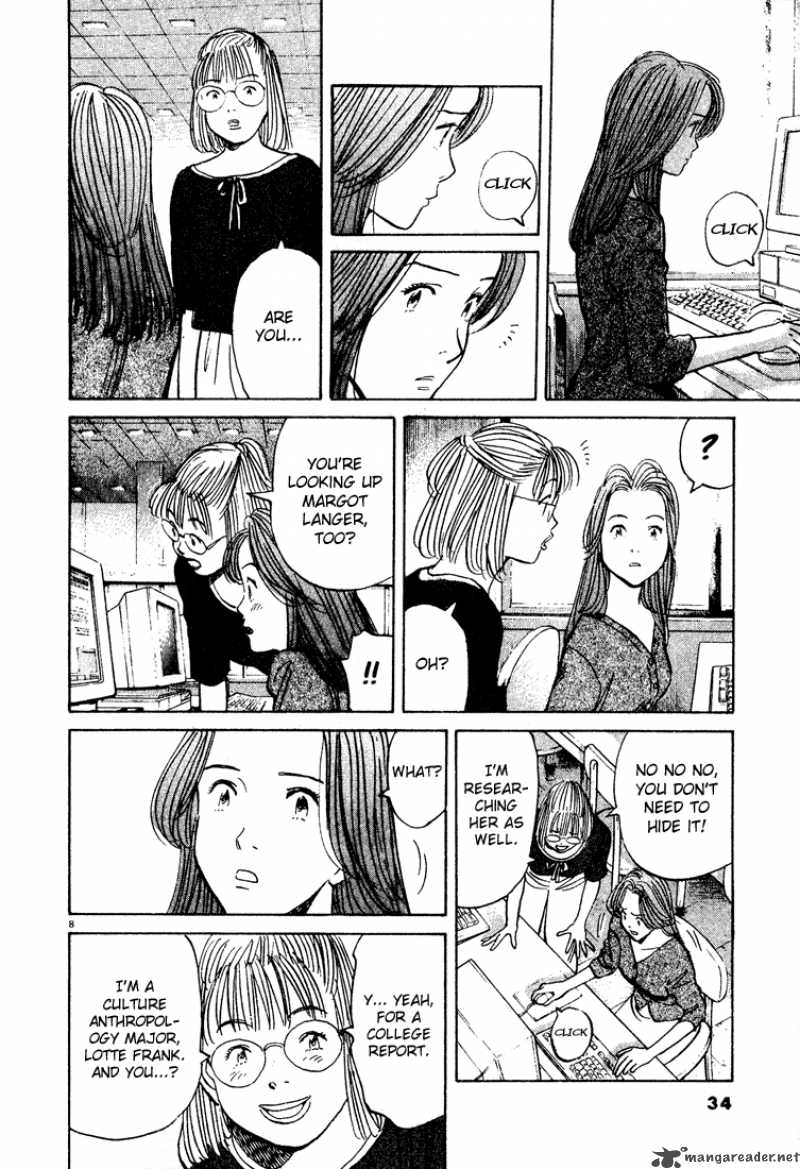 CLICK
CLICK
ARE
YOU...
?
OH?
YOU'RE
LOOKING UP
MARGOT
LANGER,
TOO?
!!
NO NO NO,
YOU DON'T
NEED TO
HIDE IT!
I'M
RESEAR-
CHING
HER AS
WELL.
CLICK
WHAT?
8
Y... YEAH,
FOR A
COLLEGE
REPORT.
I'M A
CULTURE
ANTHROPOL-
OGY MAJOR,
LOTTE FRANK.
AND YOU...?
34
mangareader.net